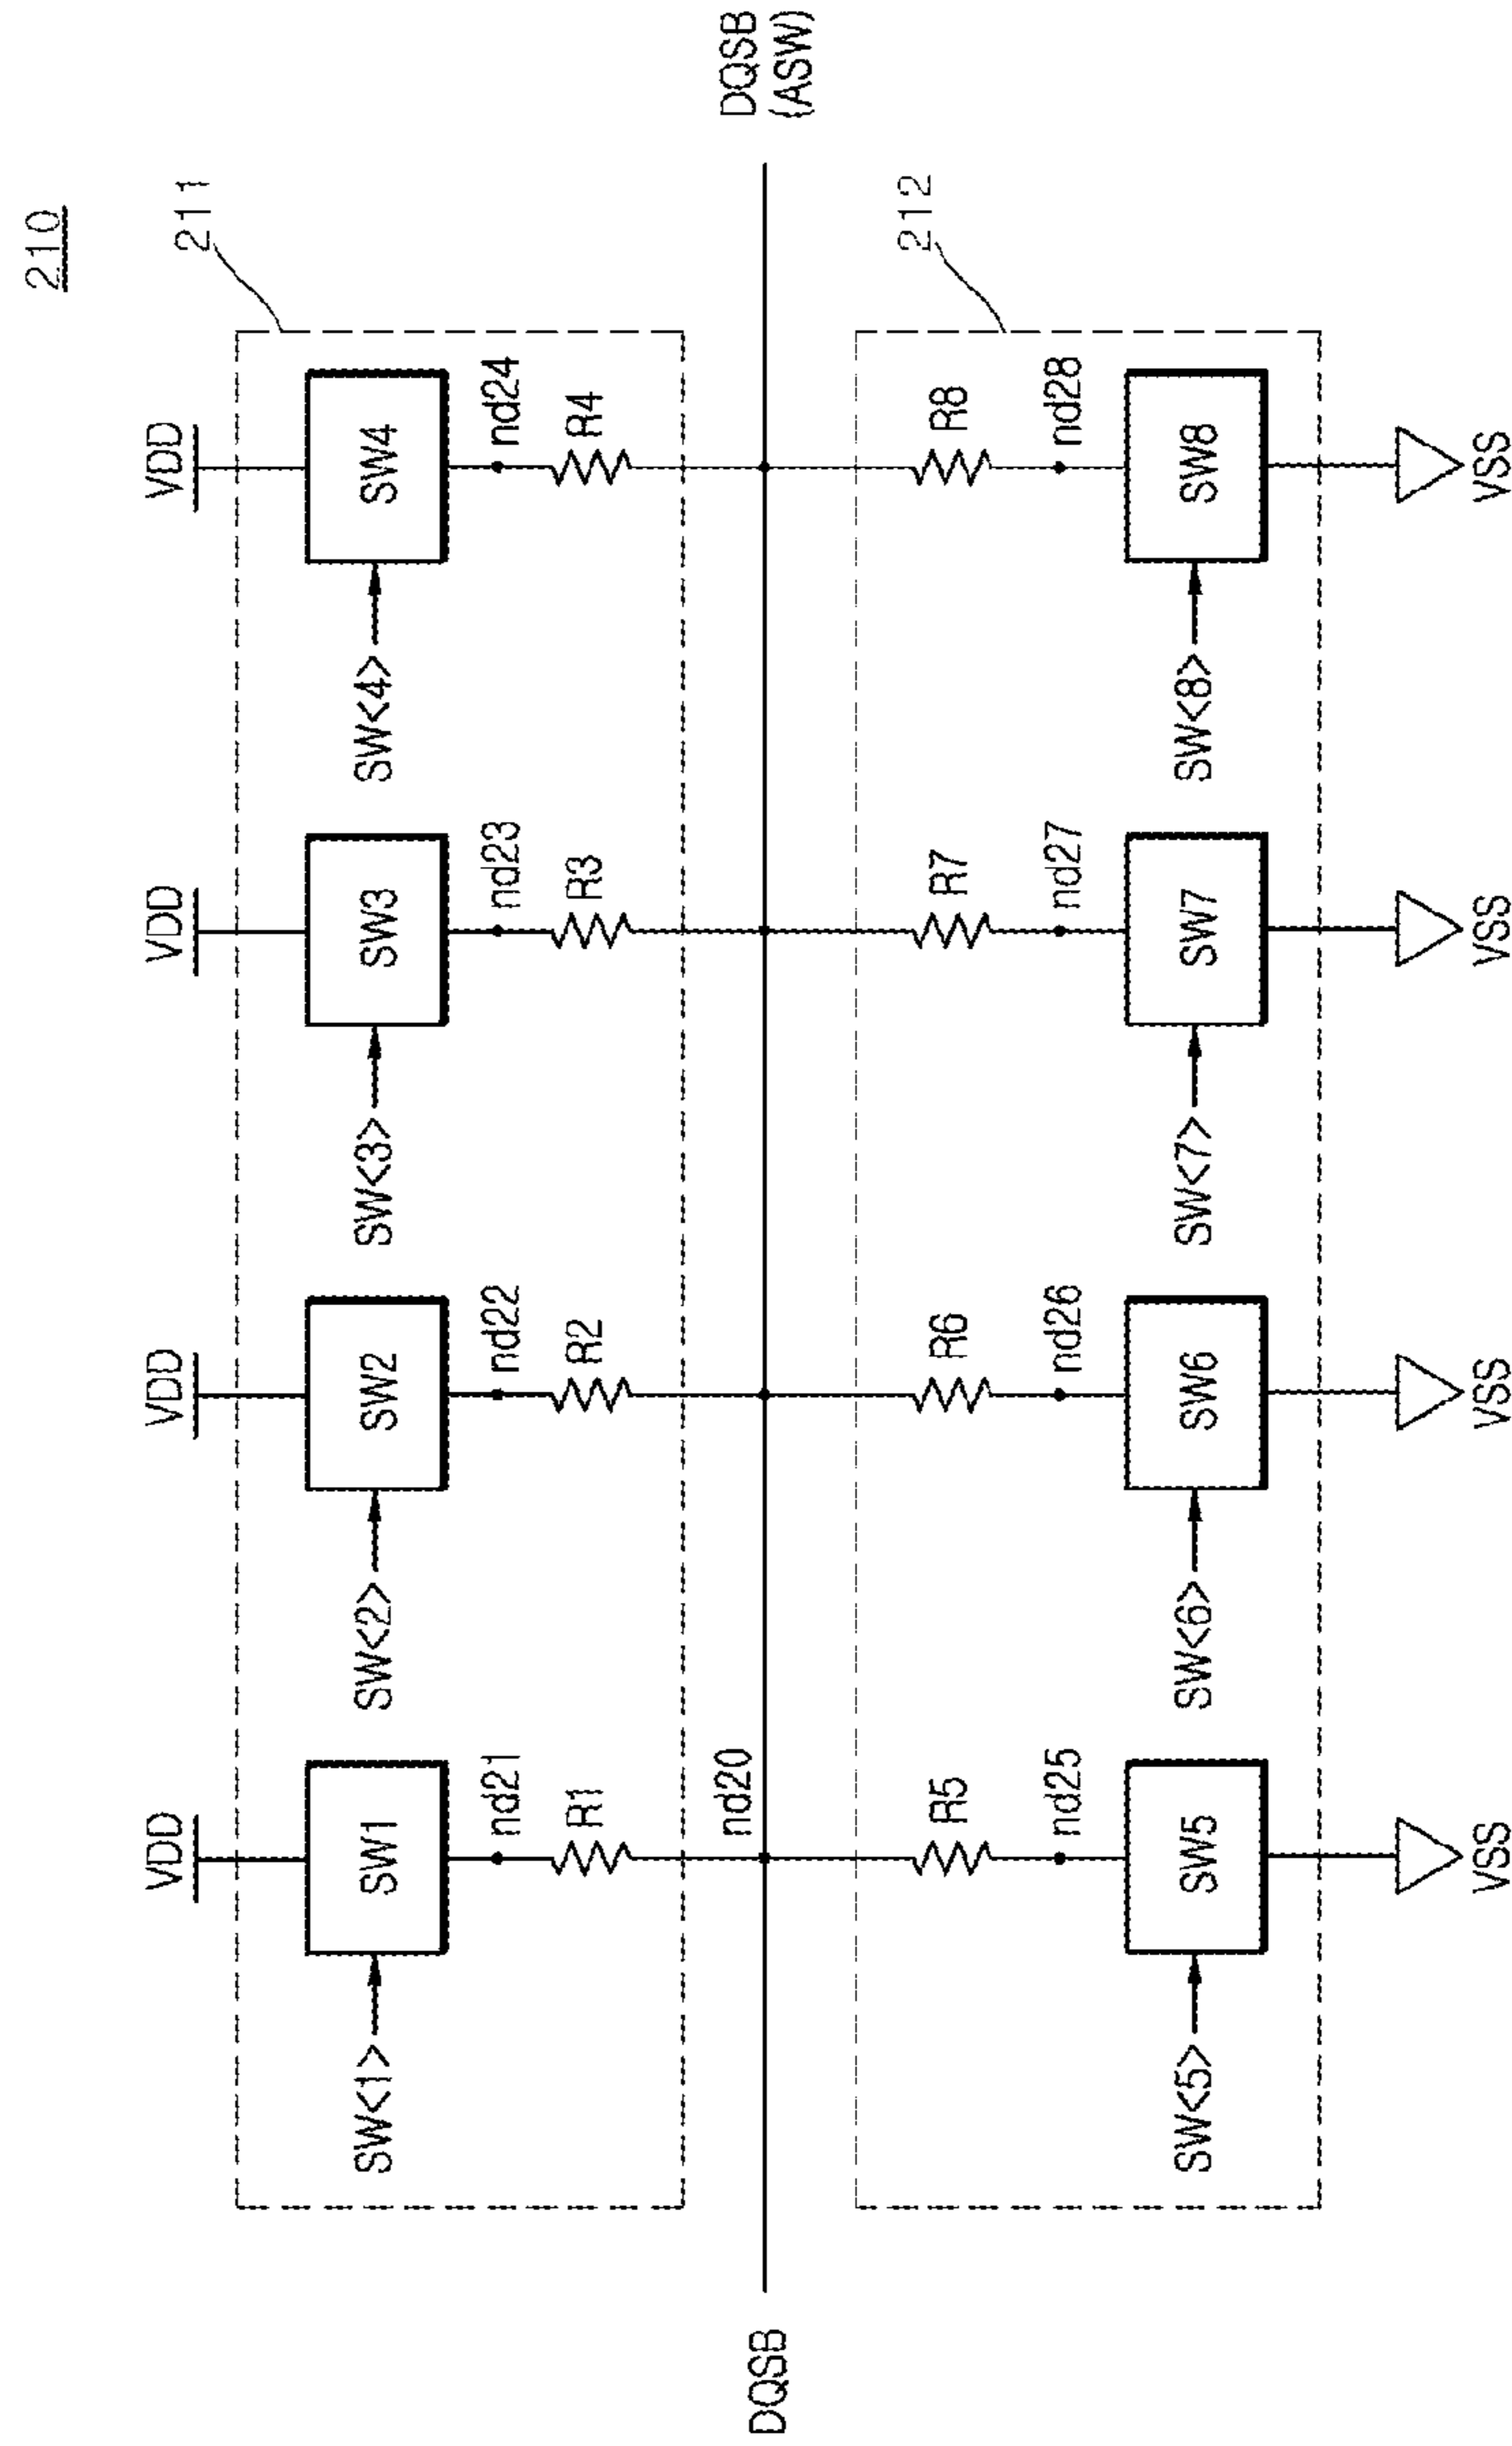 210
211
VDD VDD VDD VDD
SW<1> SW1 SW<2> SW2 SW<3> SW3 SW<4> SW4
nd21 nd22 nd23 nd24
R1 R2 R3 R4
nd20
DQSB
DQSB
(ASW)
212
R5 R6 R7 R8
nd25 nd26 nd27 nd28
SW<5> SW5 SW<6> SW6 SW<7> SW7 SW<8> SW8
VSS VSS VSS VSS